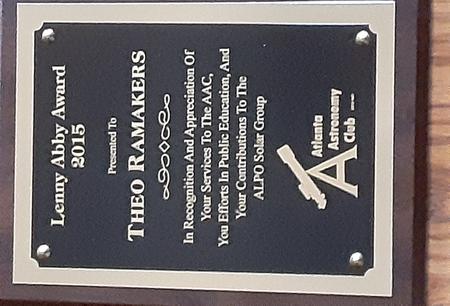 Lenny Abby Award
2015
Presented To
THEO RAMAKERS
In Recognition And Appreciation Of
Your Services To The AAC,
You Efforts In Public Education, And
Your Contributions To The
ALPO Solar Group
Atlanta
Astronomy
Club